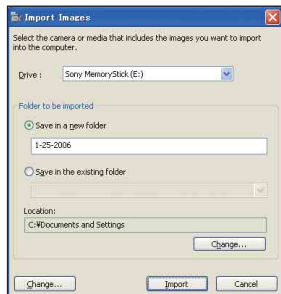 Import Images
Select the camera or media that includes the images you want to import
into the computer.
Drive : Sony MemoryStick (E:)
Folder to be imported
Save in a new folder
1-25-2006
Save in the existing folder
Location:
C:¥Documents and Settings
Change...
Change... Import Cancel